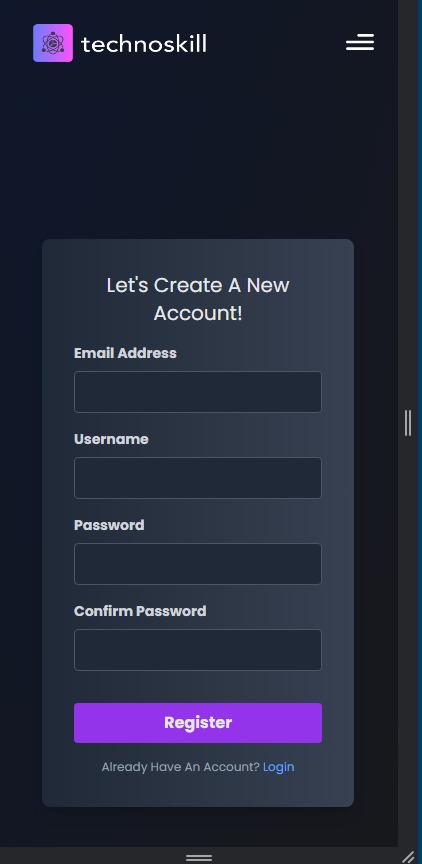 technoskill
Let's Create A New
Account!
Email Address
Username
Password
Confirm Password
Register
Already Have An Account? Login